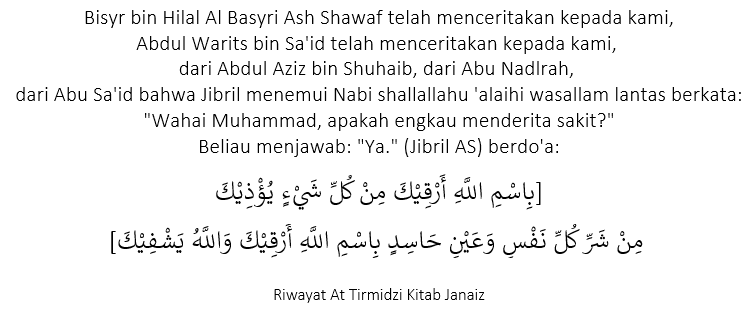 Bisyr bin Hilal Al Basyri Ash Shawaf telah menceritakan kepada kami,
Abdul Warits bin Sa'id telah menceritakan kepada kami,
dari Abdul Aziz bin Shuhaib, dari Abu Nadlrah,
dari Abu Sa'id bahwa Jibril menemui Nabi shallallahu 'alaihi wasallam lantas berkata:
"Wahai Muhammad, apakah engkau menderita sakit?"
Beliau menjawab: "Ya." (Jibril AS) berdo'a:
[بِاسْمِ اللَّهِ أَرْقِيْكَ مِنْ كُلِّ شَيْءٍ يُؤْذِيْكَ
مِنْ شَرِّ كُلِّ نَفْسٍ وَعَيْنِ حَاسِدٍ بِاسْمِ اللَّهِ أَرْقِيْكَ وَاللَّهُ يَشْفِيْكَ]
Riwayat At Tirmidzi Kitab Janaiz